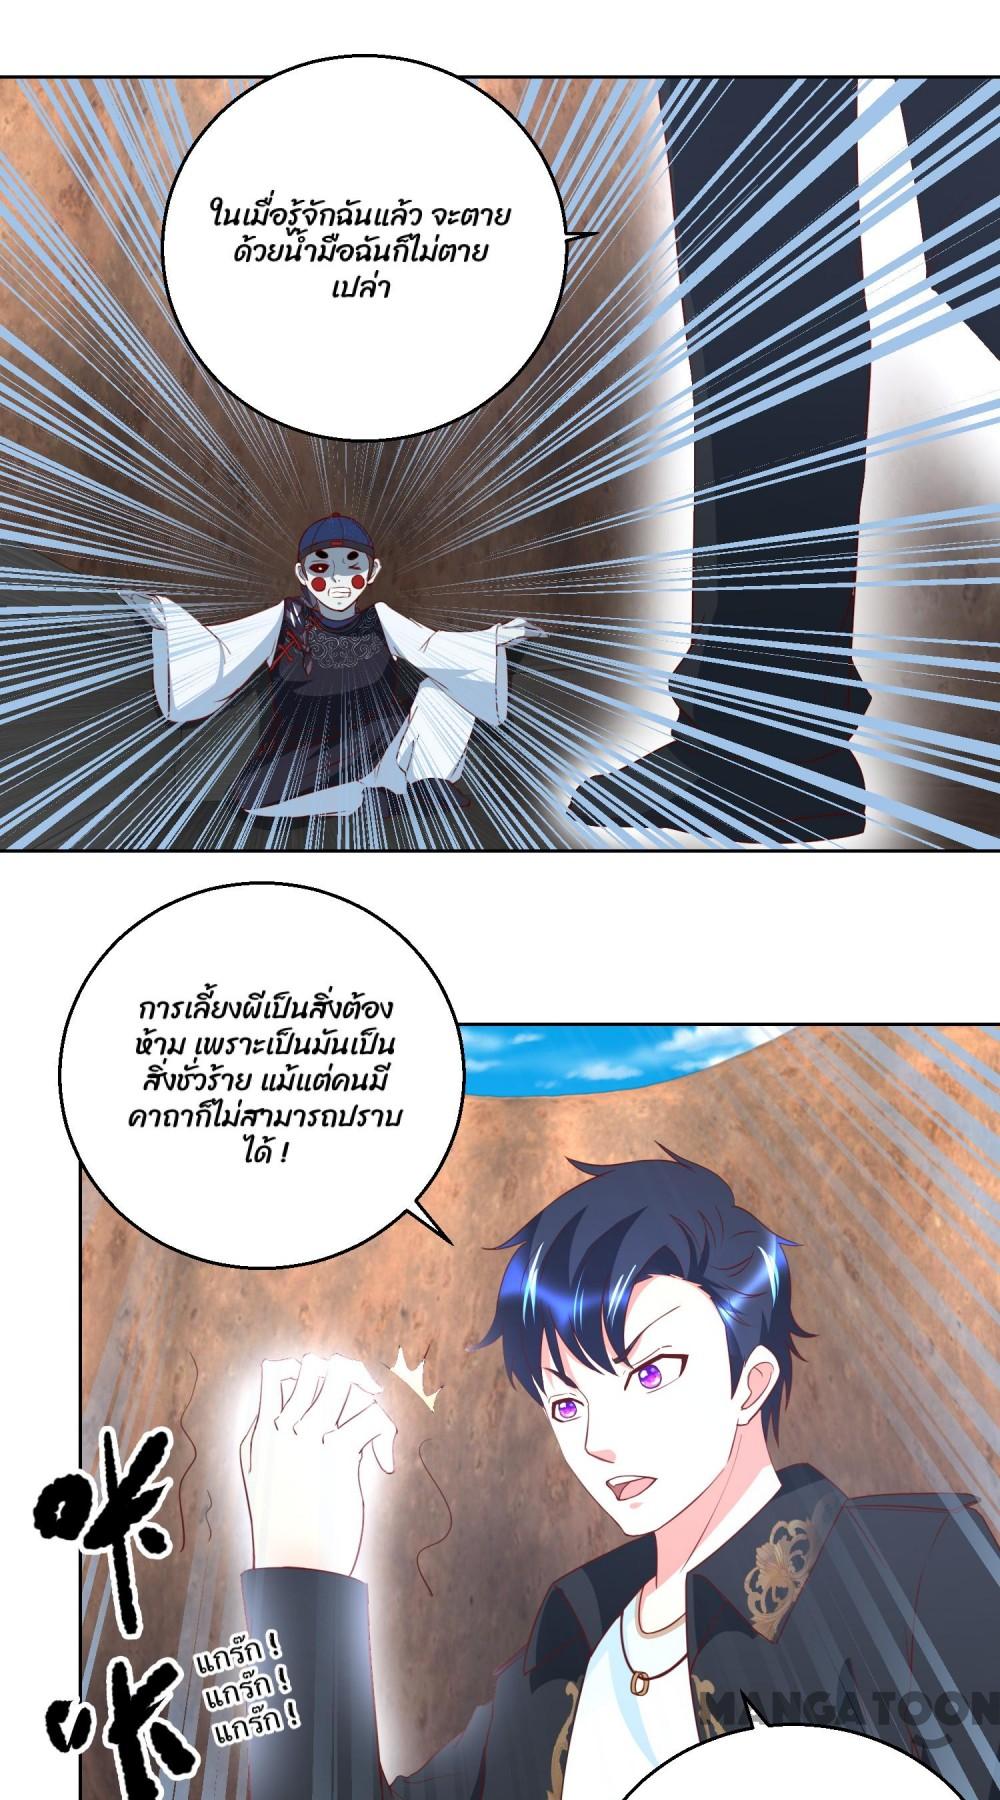 ในเมื่อรู้จักฉันแล้ว จะตาย
ด้วยน้ำมือฉันก็ไม่ตาย
เปล่า
การเลี้ยงผีเป็นสิ่งต้อง
ห้าม เพราะเป็นมันเป็น
สิ่งชั่วร้าย แม้แต่คนมี
คาถาก็ไม่สามารถปราบ
ได้ !
咔
咔
แกร๊ก !
แกร๊ก !
แกร๊ก !
MANGATOON